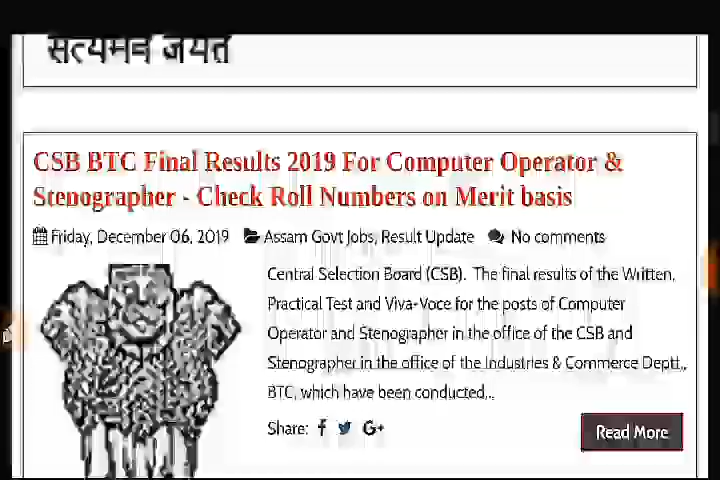 सत्यमेव जयते
CSB BTC Final Results 2019 For Computer Operator &
Stenographer - Check Roll Numbers on Merit basis
Friday, December 06, 2019 Assam Govt Jobs, Result Update No comments
Central Selection Board (CSB). The final results of the Written,
Practical Test and Viva-Voce for the posts of Computer
Operator and Stenographer in the office of the CSB and
Stenographer in the office of the Industries & Commerce Deptt.,
BTC, which have been conducted...
Share: f G+
Read More